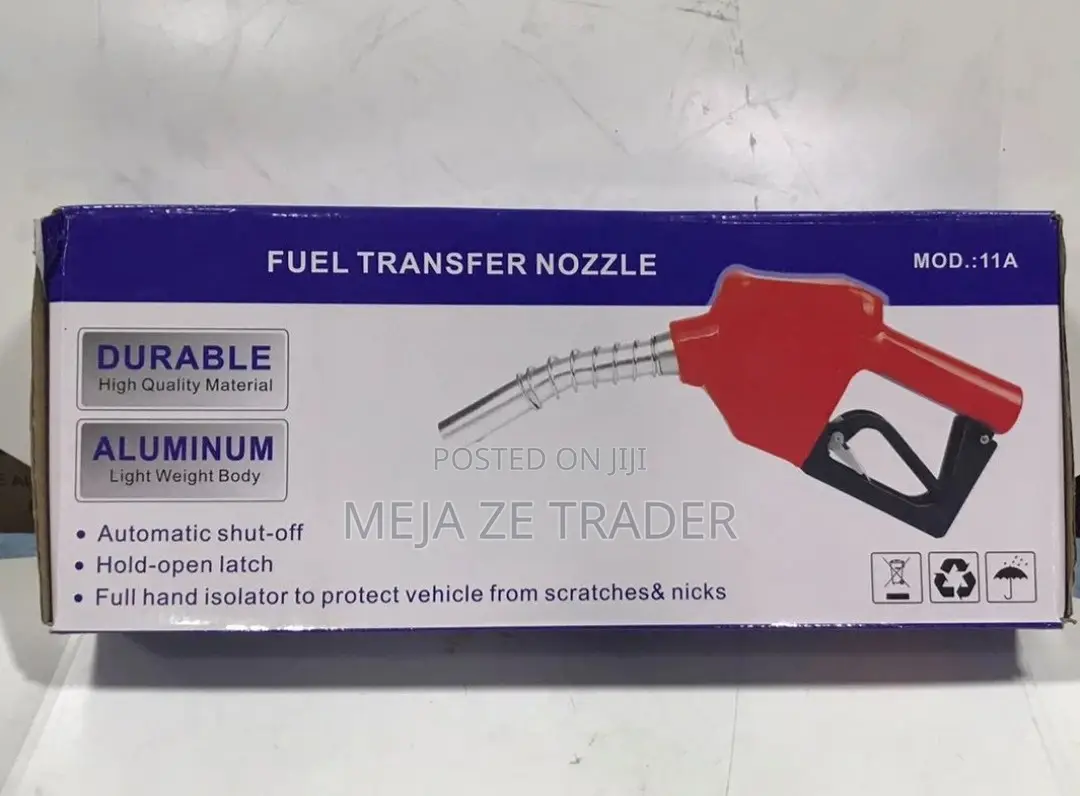 FUEL TRANSFER NOZZLE
MOD.:11A
DURABLE
High Quality Material
ALUMINUM
Light Weight Body
POSTED ON JIJI
MEJA ZE TRADER
• Automatic shut-off
• Hold-open latch
• Full hand isolator to protect vehicle from scratches& nicks